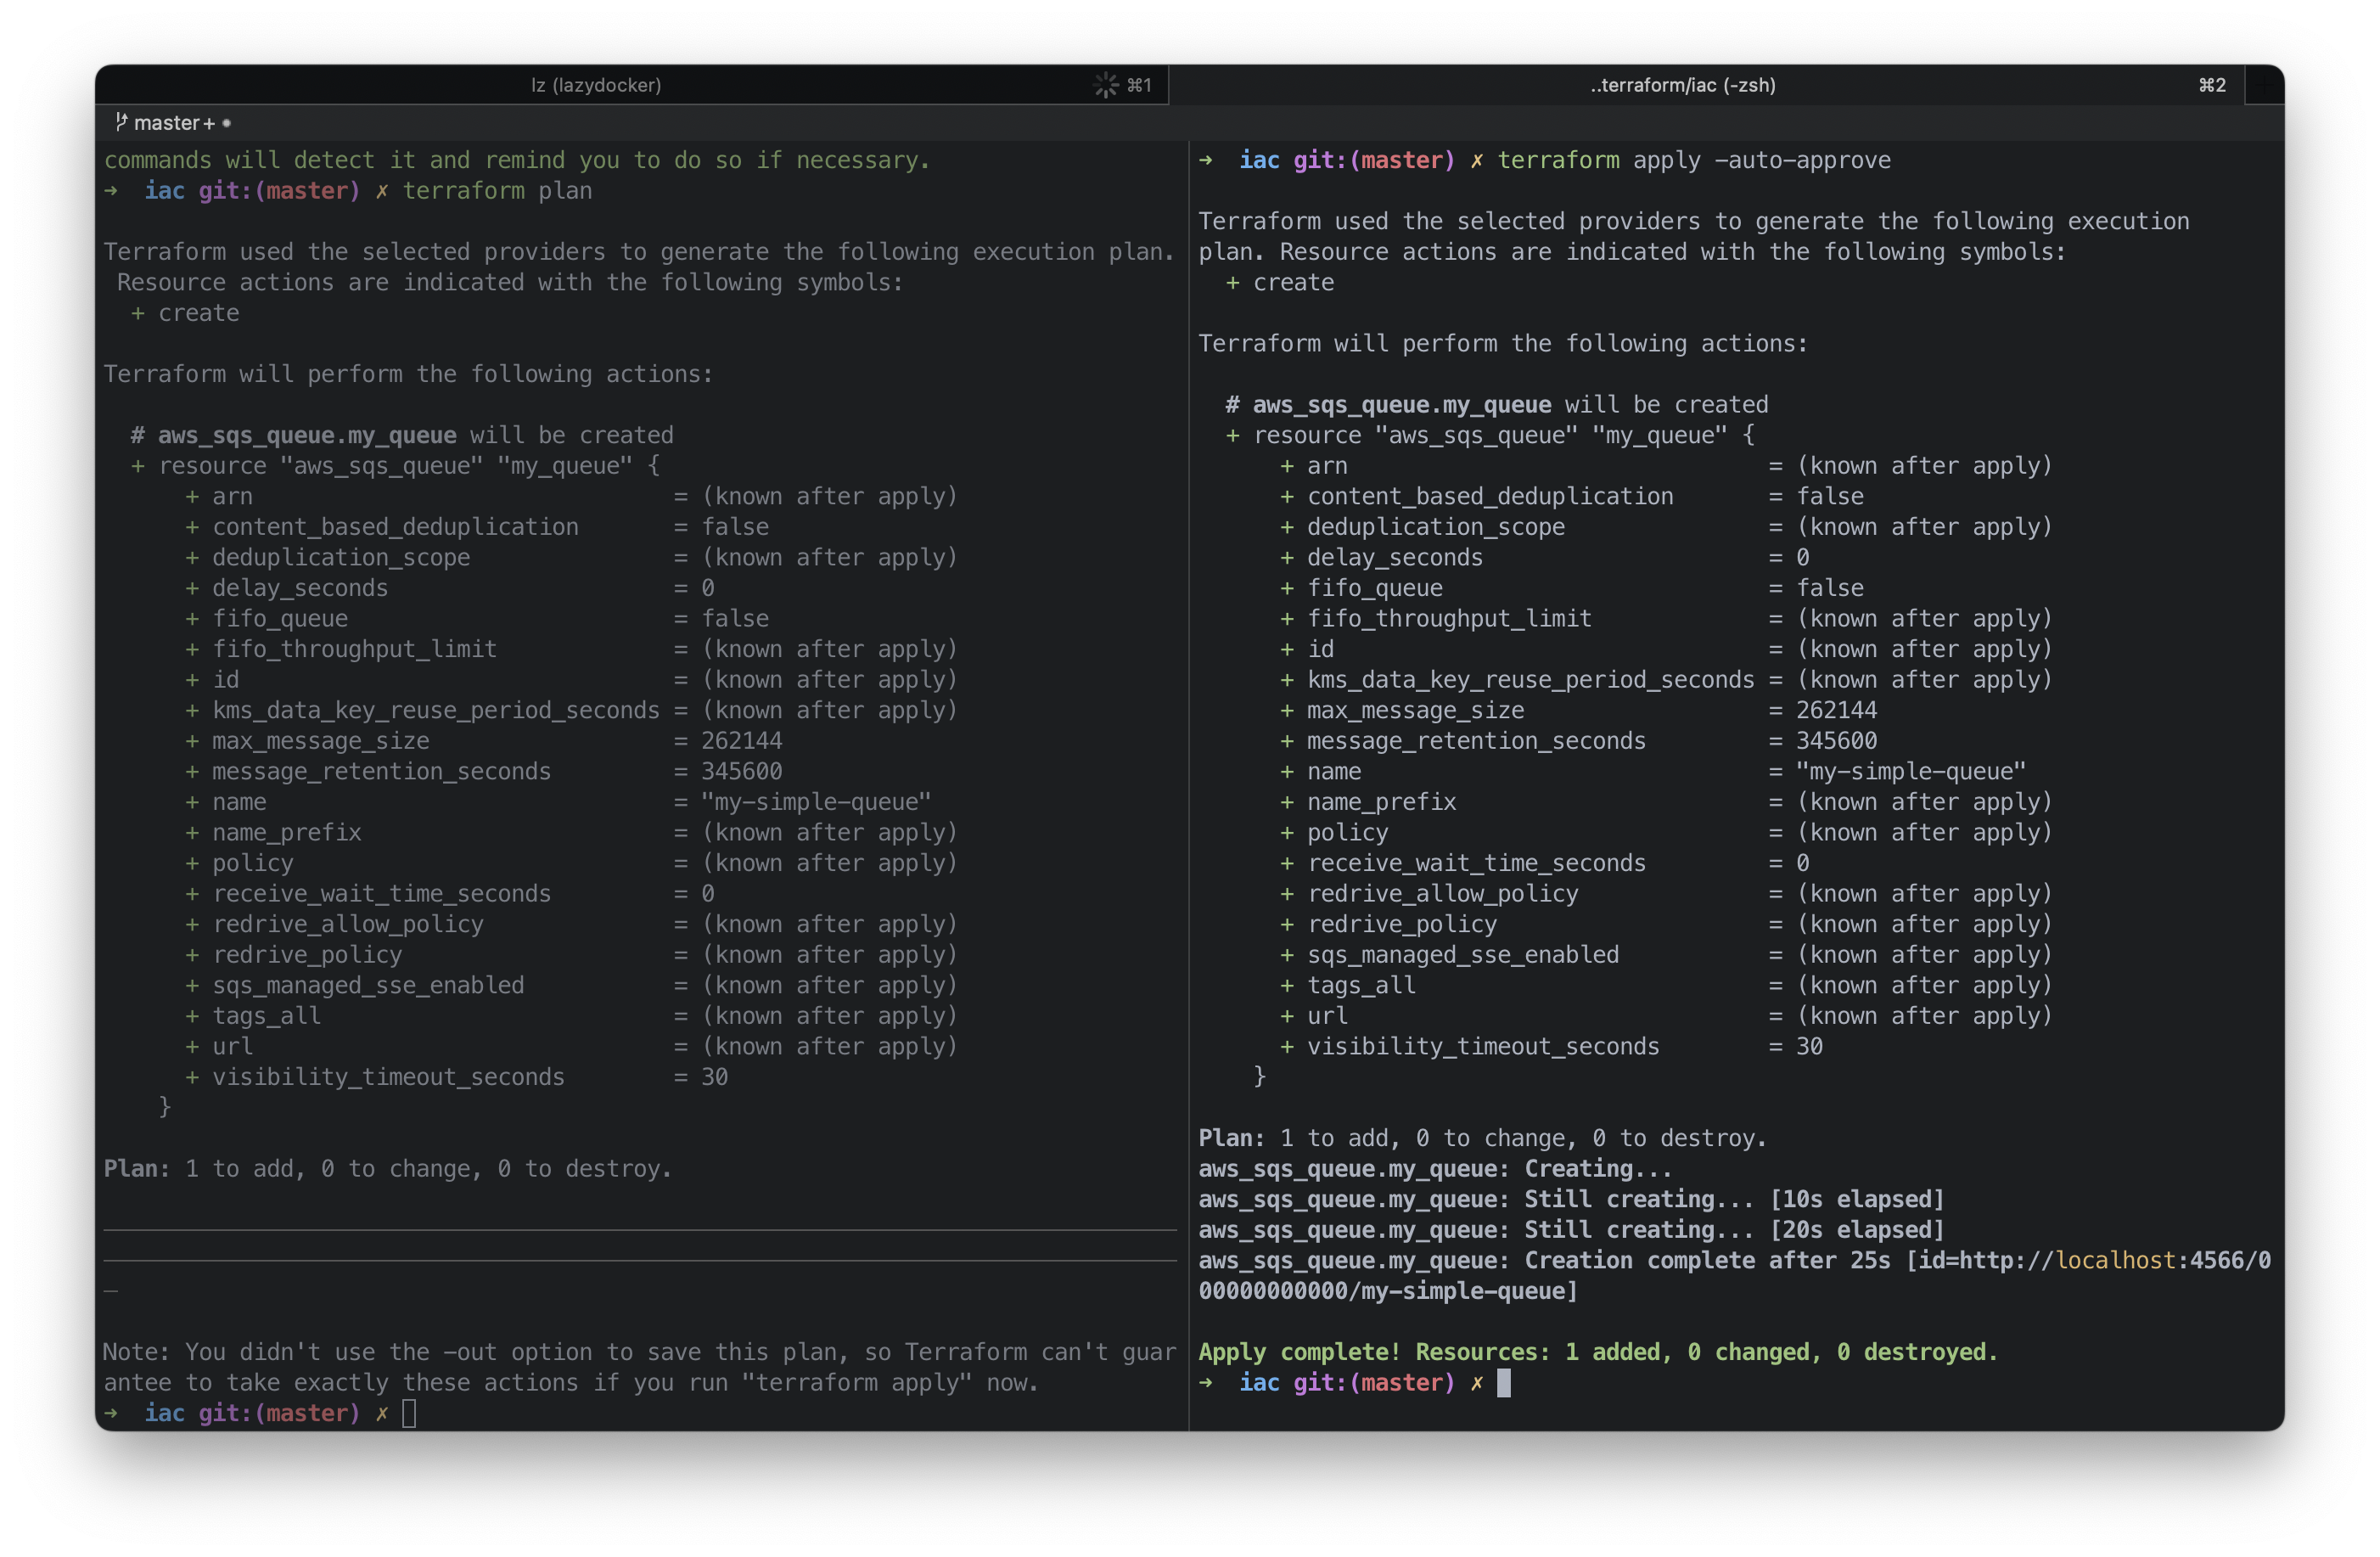 lz (lazydocker)
⌘1
..terraform/iac (-zsh)
⌘2
master+ •
commands will detect it and remind you to do so if necessary.
➜  iac git:(master) ✗ terraform plan
Terraform used the selected providers to generate the following execution plan.
 Resource actions are indicated with the following symbols:
  + create
Terraform will perform the following actions:
  # aws_sqs_queue.my_queue will be created
  + resource "aws_sqs_queue" "my_queue" {
      + arn                               = (known after apply)
      + content_based_deduplication       = false
      + deduplication_scope               = (known after apply)
      + delay_seconds                     = 0
      + fifo_queue                        = false
      + fifo_throughput_limit             = (known after apply)
      + id                                = (known after apply)
      + kms_data_key_reuse_period_seconds = (known after apply)
      + max_message_size                  = 262144
      + message_retention_seconds         = 345600
      + name                              = "my-simple-queue"
      + name_prefix                       = (known after apply)
      + policy                            = (known after apply)
      + receive_wait_time_seconds         = 0
      + redrive_allow_policy              = (known after apply)
      + redrive_policy                    = (known after apply)
      + sqs_managed_sse_enabled           = (known after apply)
      + tags_all                          = (known after apply)
      + url                               = (known after apply)
      + visibility_timeout_seconds        = 30
    }
Plan: 1 to add, 0 to change, 0 to destroy.
Note: You didn't use the -out option to save this plan, so Terraform can't guar
antee to take exactly these actions if you run "terraform apply" now.
➜  iac git:(master) ✗
➜  iac git:(master) ✗ terraform apply -auto-approve
Terraform used the selected providers to generate the following execution
plan. Resource actions are indicated with the following symbols:
  + create
Terraform will perform the following actions:
  # aws_sqs_queue.my_queue will be created
  + resource "aws_sqs_queue" "my_queue" {
      + arn                               = (known after apply)
      + content_based_deduplication       = false
      + deduplication_scope               = (known after apply)
      + delay_seconds                     = 0
      + fifo_queue                        = false
      + fifo_throughput_limit             = (known after apply)
      + id                                = (known after apply)
      + kms_data_key_reuse_period_seconds = (known after apply)
      + max_message_size                  = 262144
      + message_retention_seconds         = 345600
      + name                              = "my-simple-queue"
      + name_prefix                       = (known after apply)
      + policy                            = (known after apply)
      + receive_wait_time_seconds         = 0
      + redrive_allow_policy              = (known after apply)
      + redrive_policy                    = (known after apply)
      + sqs_managed_sse_enabled           = (known after apply)
      + tags_all                          = (known after apply)
      + url                               = (known after apply)
      + visibility_timeout_seconds        = 30
    }
Plan: 1 to add, 0 to change, 0 to destroy.
aws_sqs_queue.my_queue: Creating...
aws_sqs_queue.my_queue: Still creating... [10s elapsed]
aws_sqs_queue.my_queue: Still creating... [20s elapsed]
aws_sqs_queue.my_queue: Creation complete after 25s [id=http://localhost:4566/0
00000000000/my-simple-queue]
Apply complete! Resources: 1 added, 0 changed, 0 destroyed.
➜  iac git:(master) ✗